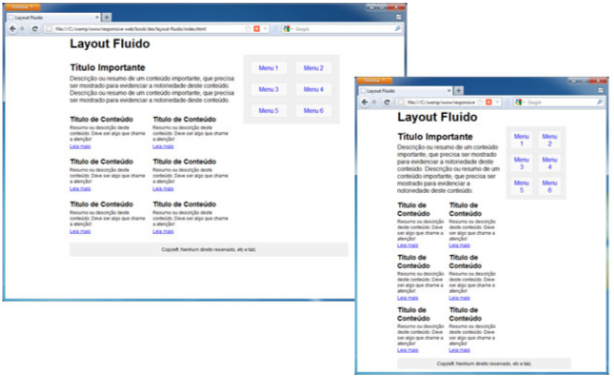 Firefox
Layout Fluido
file:///C:/wamp/www/responsive-web/book/dev/layout-fluido/index.html
Google
Layout Fluido
Título Importante
Descrição ou resumo de um conteúdo importante, que precisa
ser mostrado para evidenciar a notoriedade deste conteúdo.
Descrição ou resumo de um conteúdo importante, que precisa
ser mostrado para evidenciar a notoriedade deste conteúdo.
Menu 1 Menu 2
Menu 3 Menu 4
Menu 5 Menu 6
Título de Conteúdo Título de Conteúdo
Resumo ou descrição deste Resumo ou descrição deste
conteúdo. Deve ser algo que chame conteúdo. Deve ser algo que chame
a atenção! a atenção!
Leia mais Leia mais
Título de Conteúdo Título de Conteúdo
Resumo ou descrição deste Resumo ou descrição deste
conteúdo. Deve ser algo que chame conteúdo. Deve ser algo que chame
a atenção! a atenção!
Leia mais Leia mais
Título de Conteúdo Título de Conteúdo
Resumo ou descrição deste Resumo ou descrição deste
conteúdo. Deve ser algo que chame conteúdo. Deve ser algo que chame
a atenção! a atenção!
Leia mais Leia mais
Copyleft. Nenhum direito reservado, etc e tals.
Firefox
Layout Fluido
file:///C:/wamp/www/responsive
Google
Layout Fluido
Título Importante
Descrição ou resumo de um conteúdo
importante, que precisa ser mostrado
para evidenciar a notoriedade deste
conteúdo. Descrição ou resumo de um
conteúdo importante, que precisa ser
mostrado para evidenciar a
notoriedade deste conteúdo.
Menu Menu
1 2
Menu Menu
3 4
Menu Menu
5 6
Título de Título de
Conteúdo Conteúdo
Resumo ou descrição Resumo ou descrição
deste conteúdo. Deve deste conteúdo. Deve
ser algo que chame a ser algo que chame a
atenção! atenção!
Leia mais Leia mais
Título de Título de
Conteúdo Conteúdo
Resumo ou descrição Resumo ou descrição
deste conteúdo. Deve deste conteúdo. Deve
ser algo que chame a ser algo que chame a
atenção! atenção!
Leia mais Leia mais
Título de Título de
Conteúdo Conteúdo
Resumo ou descrição Resumo ou descrição
deste conteúdo. Deve deste conteúdo. Deve
ser algo que chame a ser algo que chame a
atenção! atenção!
Leia mais Leia mais
Copyleft. Nenhum direito reservado, etc e tals.